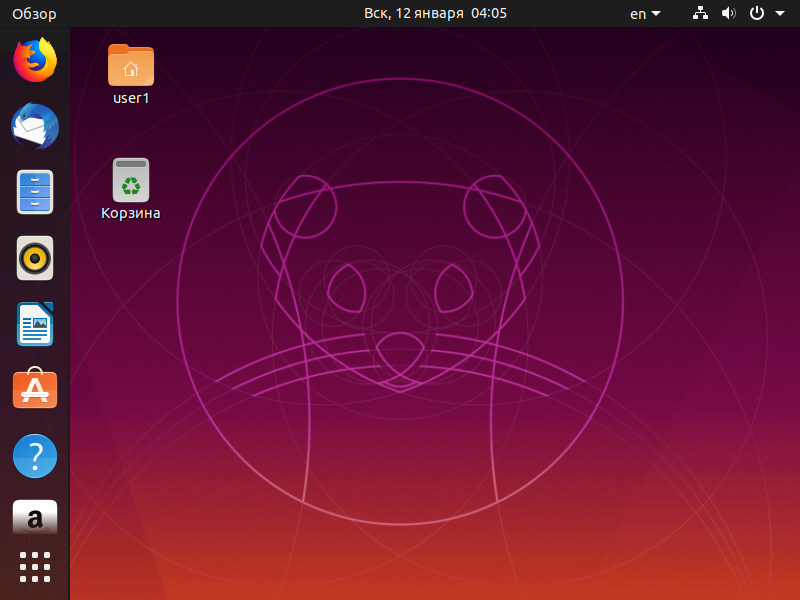 Обзор
Вск, 12 января 04:05
en
user1
Корзина
?
a